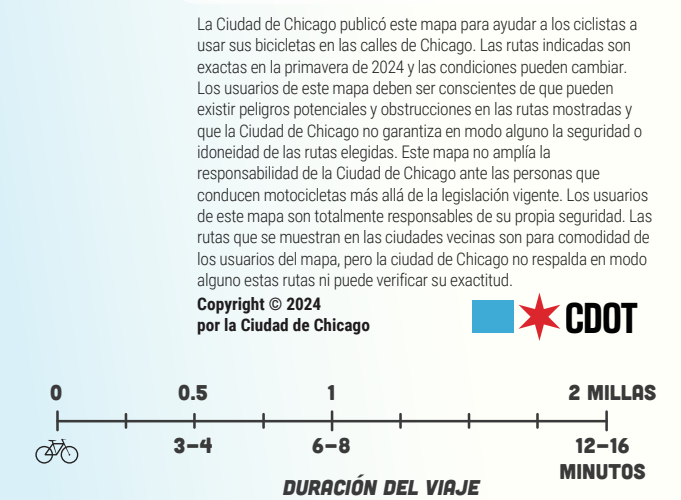 La Ciudad de Chicago publicó este mapa para ayudar a los ciclistas a
usar sus bicicletas en las calles de Chicago. Las rutas indicadas son
exactas en la primavera de 2024 y las condiciones pueden cambiar.
Los usuarios de este mapa deben ser conscientes de que pueden
existir peligros potenciales y obstrucciones en las rutas mostradas y
que la Ciudad de Chicago no garantiza en modo alguno la seguridad o
idoneidad de las rutas elegidas. Este mapa no amplía la
responsabilidad de la Ciudad de Chicago ante las personas que
conducen motocicletas más allá de la legislación vigente. Los usuarios
de este mapa son totalmente responsables de su propia seguridad. Las
rutas que se muestran en las ciudades vecinas son para comodidad de
los usuarios del mapa, pero la ciudad de Chicago no respalda en modo
alguno estas rutas ni puede verificar su exactitud.
Copyright © 2024
por la Ciudad de Chicago
CDOT
0 0.5 1 2 MILLAS
3–4 6–8 12–16
MINUTOS
DURACIÓN DEL VIAJE